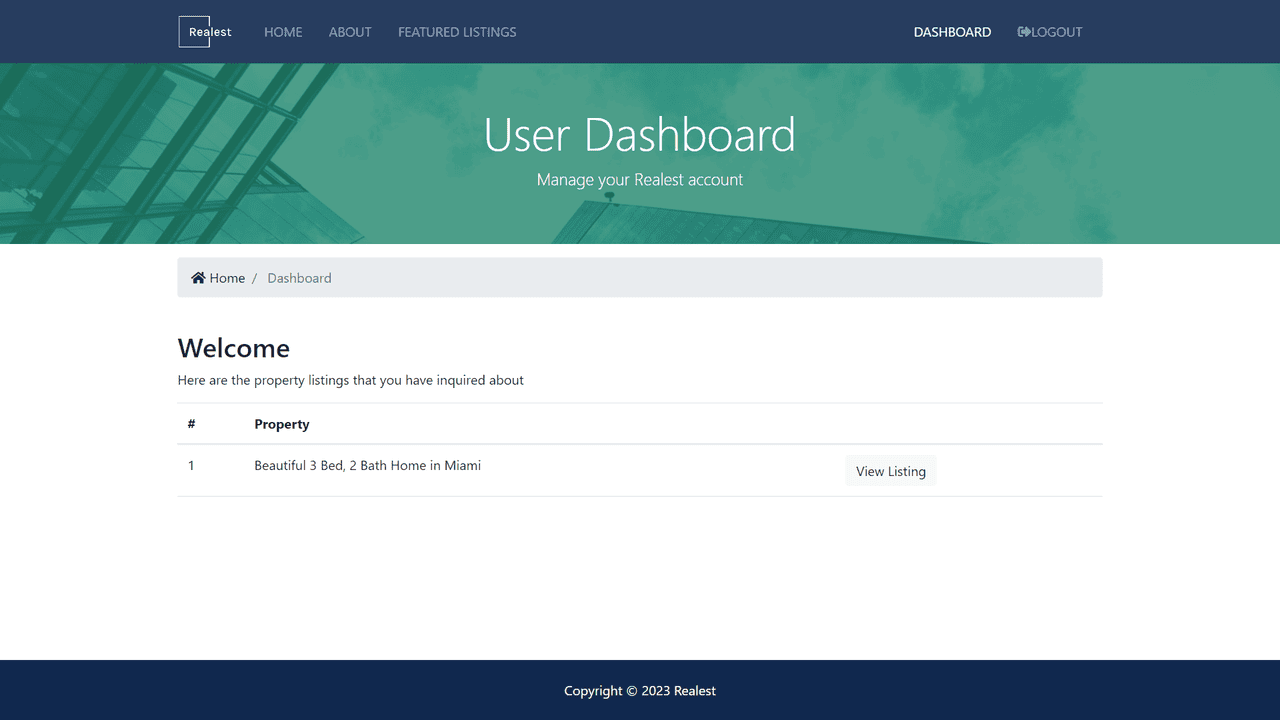 Realest HOME ABOUT FEATURED LISTINGS DASHBOARD LOGOUT
User Dashboard
Manage your Realest account
Home / Dashboard
Welcome
Here are the property listings that you have inquired about
# Property
1 Beautiful 3 Bed, 2 Bath Home in Miami View Listing
Copyright © 2023 Realest